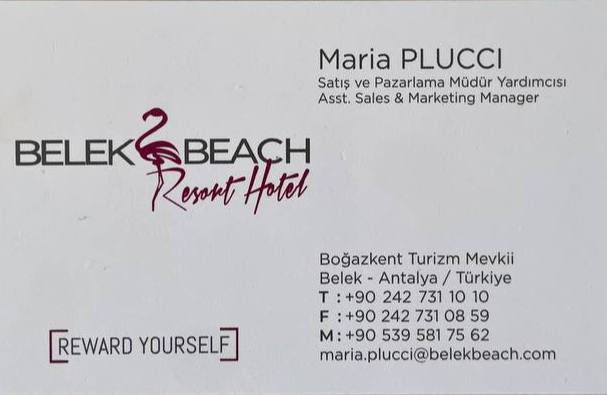 Maria PLUCCI
Satış ve Pazarlama Müdür Yardımcısı
Asst. Sales & Marketing Manager
BELEK BEACH
Resort Hotel
Boğazkent Turizm Mevkii
Belek - Antalya / Türkiye
T : +90 242 731 10 10
F : +90 242 731 08 59
M : +90 539 581 75 62
maria.plucci@belekbeach.com
[REWARD YOURSELF]